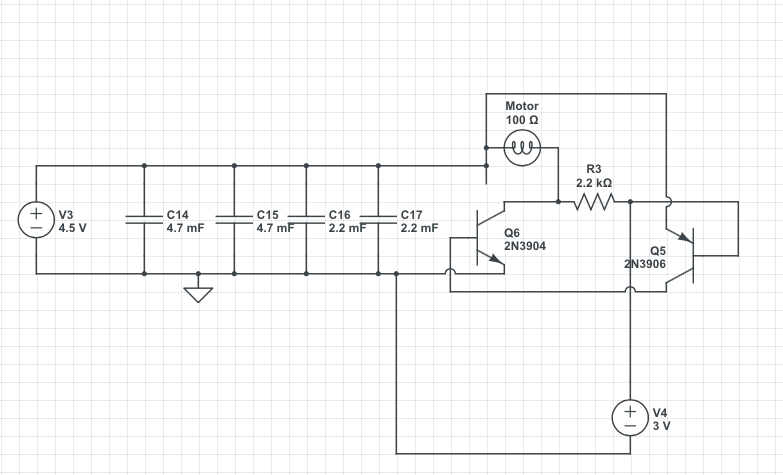 Motor
100 Ω
R3
2.2 kΩ
V3
4.5 V
C14
4.7 mF
C15
4.7 mF
C16
2.2 mF
C17
2.2 mF
Q6
2N3904
Q5
2N3906
V4
3 V